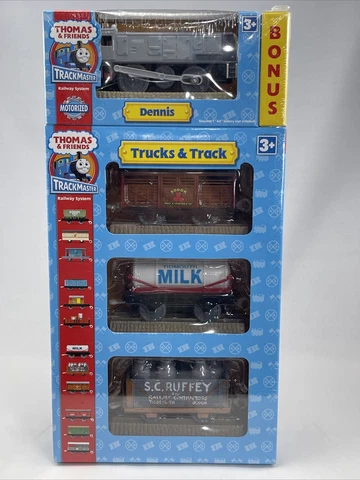 THOMAS
& FRIENDS
TRACKMASTER
Railway System
MOTORIZED
3+
BONUS
Dennis
THOMAS
& FRIENDS
TRACKMASTER
Railway System
Trucks & Track
3+
MILK
MILK
S.C. RUFFEY